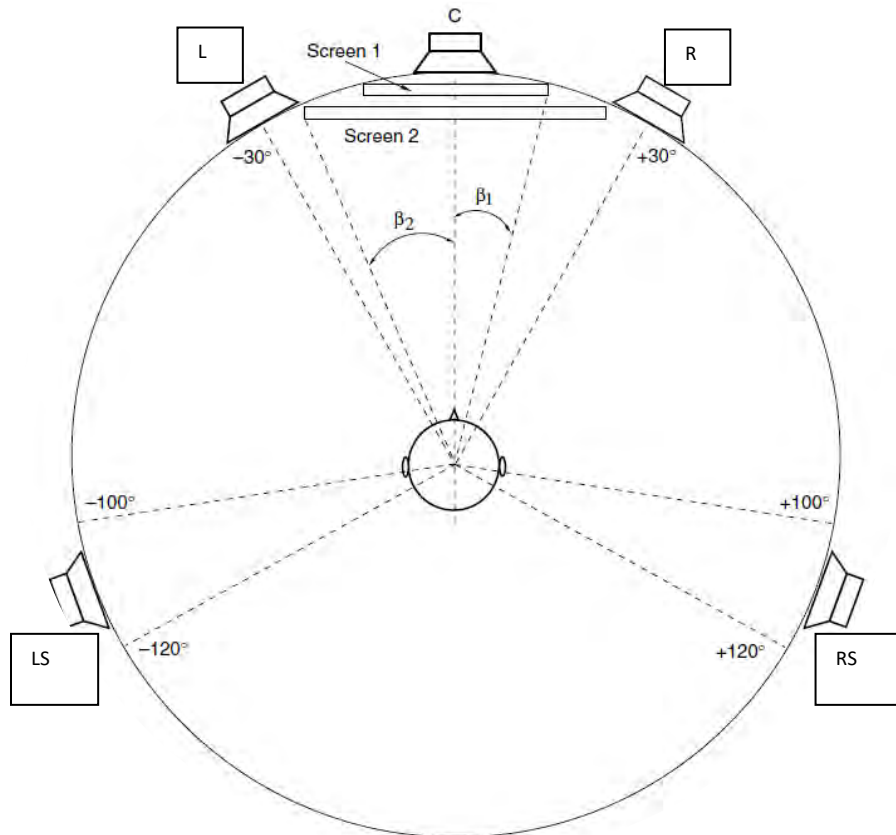 C
L
R
Screen 1
Screen 2
−30°
+30°
β2
β1
−100°
+100°
−120°
+120°
LS
RS